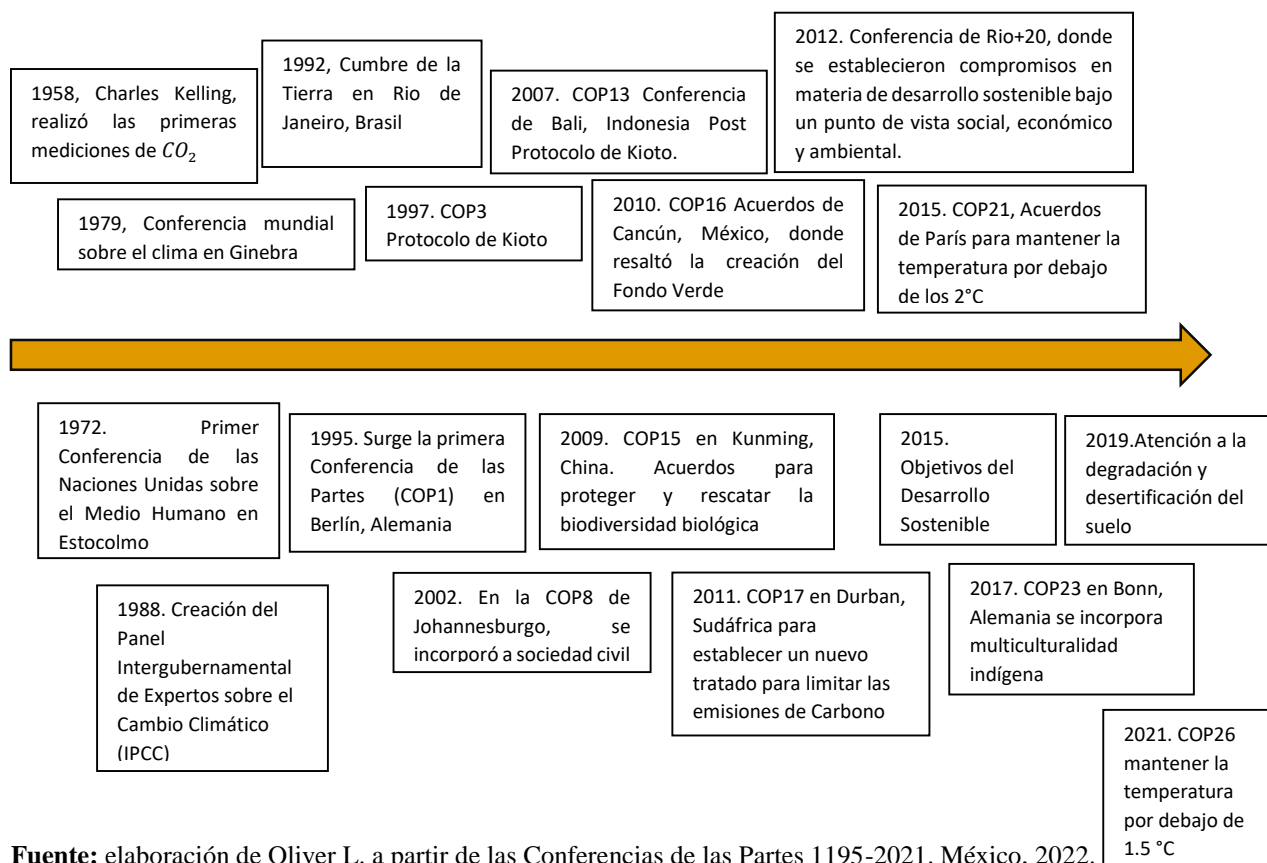 1958, Charles Kelling,
realizó las primeras
mediciones de CO₂
1992, Cumbre de la
Tierra en Rio de
Janeiro, Brasil
2007. COP13 Conferencia
de Bali, Indonesia Post
Protocolo de Kioto.
2012. Conferencia de Rio+20, donde
se establecieron compromisos en
materia de desarrollo sostenible bajo
un punto de vista social, económico
y ambiental.
1979, Conferencia mundial
sobre el clima en Ginebra
1997. COP3
Protocolo de Kioto
2010. COP16 Acuerdos de
Cancún, México, donde
resaltó la creación del
Fondo Verde
2015. COP21, Acuerdos
de París para mantener la
temperatura por debajo
de los 2°C
1972. Primer
Conferencia de las
Naciones Unidas sobre
el Medio Humano en
Estocolmo
1995. Surge la primera
Conferencia de las
Partes (COP1) en
Berlín, Alemania
2009. COP15 en Kunming,
China. Acuerdos para
proteger y rescatar la
biodiversidad biológica
2015.
Objetivos del
Desarrollo
Sostenible
2019.Atención a la
degradación y
desertificación del
suelo
1988. Creación del
Panel
Intergubernamental
de Expertos sobre el
Cambio Climático
(IPCC)
2002. En la COP8 de
Johannesburgo, se
incorporó a sociedad civil
2011. COP17 en Durban,
Sudáfrica para
establecer un nuevo
tratado para limitar las
emisiones de Carbono
2017. COP23 en Bonn,
Alemania se incorpora
multiculturalidad
indígena
2021. COP26
mantener la
temperatura
por debajo de
1.5 °C
Fuente: elaboración de Oliver L. a partir de las Conferencias de las Partes 1195-2021. México, 2022.